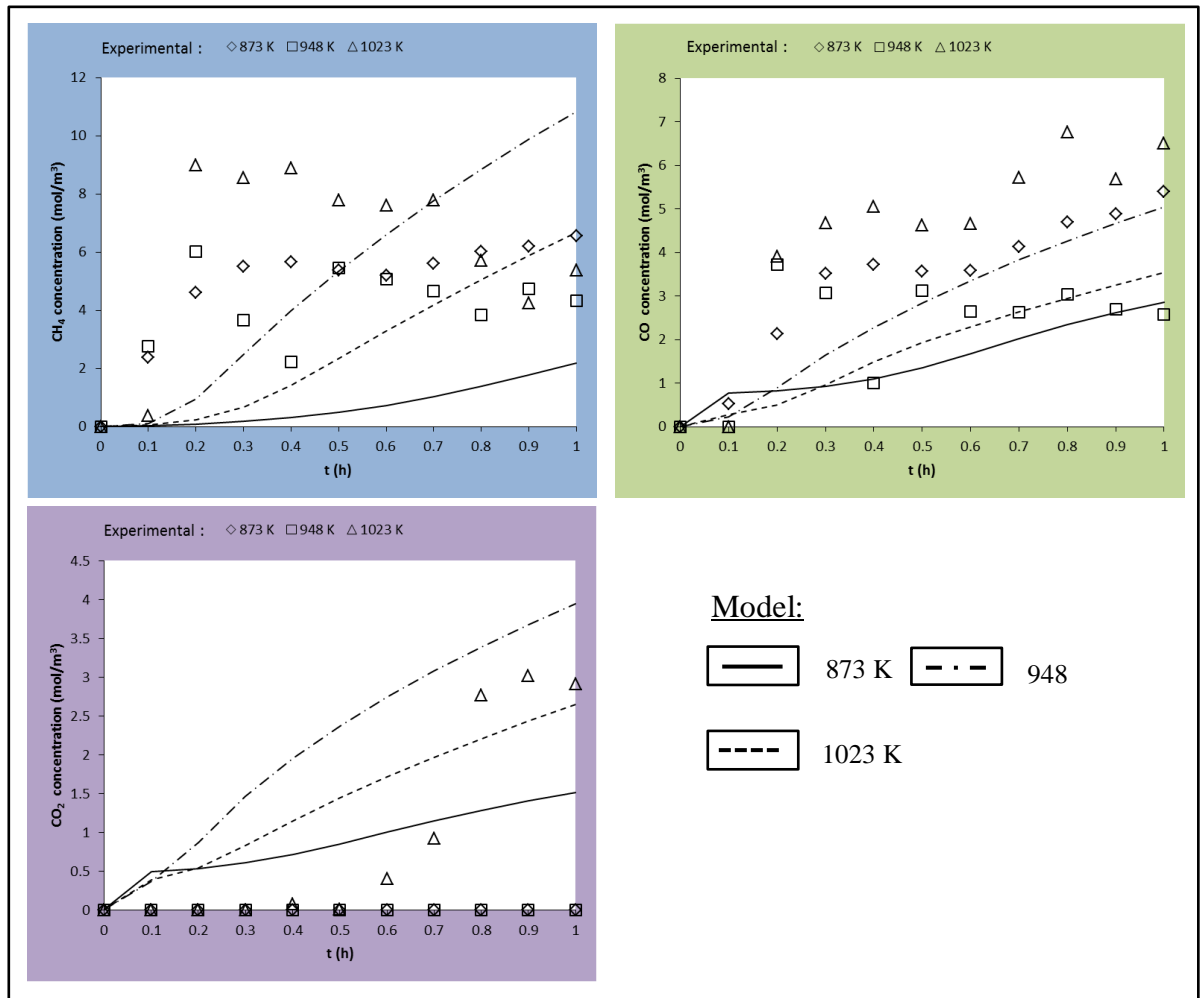 Experimental : ◇ 873 K □ 948 K △ 1023 K
12
10
8
6
4
2
0
CH₄ concentration (mol/m³)
0 0.1 0.2 0.3 0.4 0.5 0.6 0.7 0.8 0.9 1
t (h)
Experimental : ◇ 873 K □ 948 K △ 1023 K
8
7
6
5
4
3
2
1
0
CO concentration (mol/m³)
0 0.1 0.2 0.3 0.4 0.5 0.6 0.7 0.8 0.9 1
t (h)
Experimental : ◇ 873 K □ 948 K △ 1023 K
4.5
4
3.5
3
2.5
2
1.5
1
0.5
0
CO₂ concentration (mol/m³)
0 0.1 0.2 0.3 0.4 0.5 0.6 0.7 0.8 0.9 1
t (h)
Model:
873 K
948
1023 K